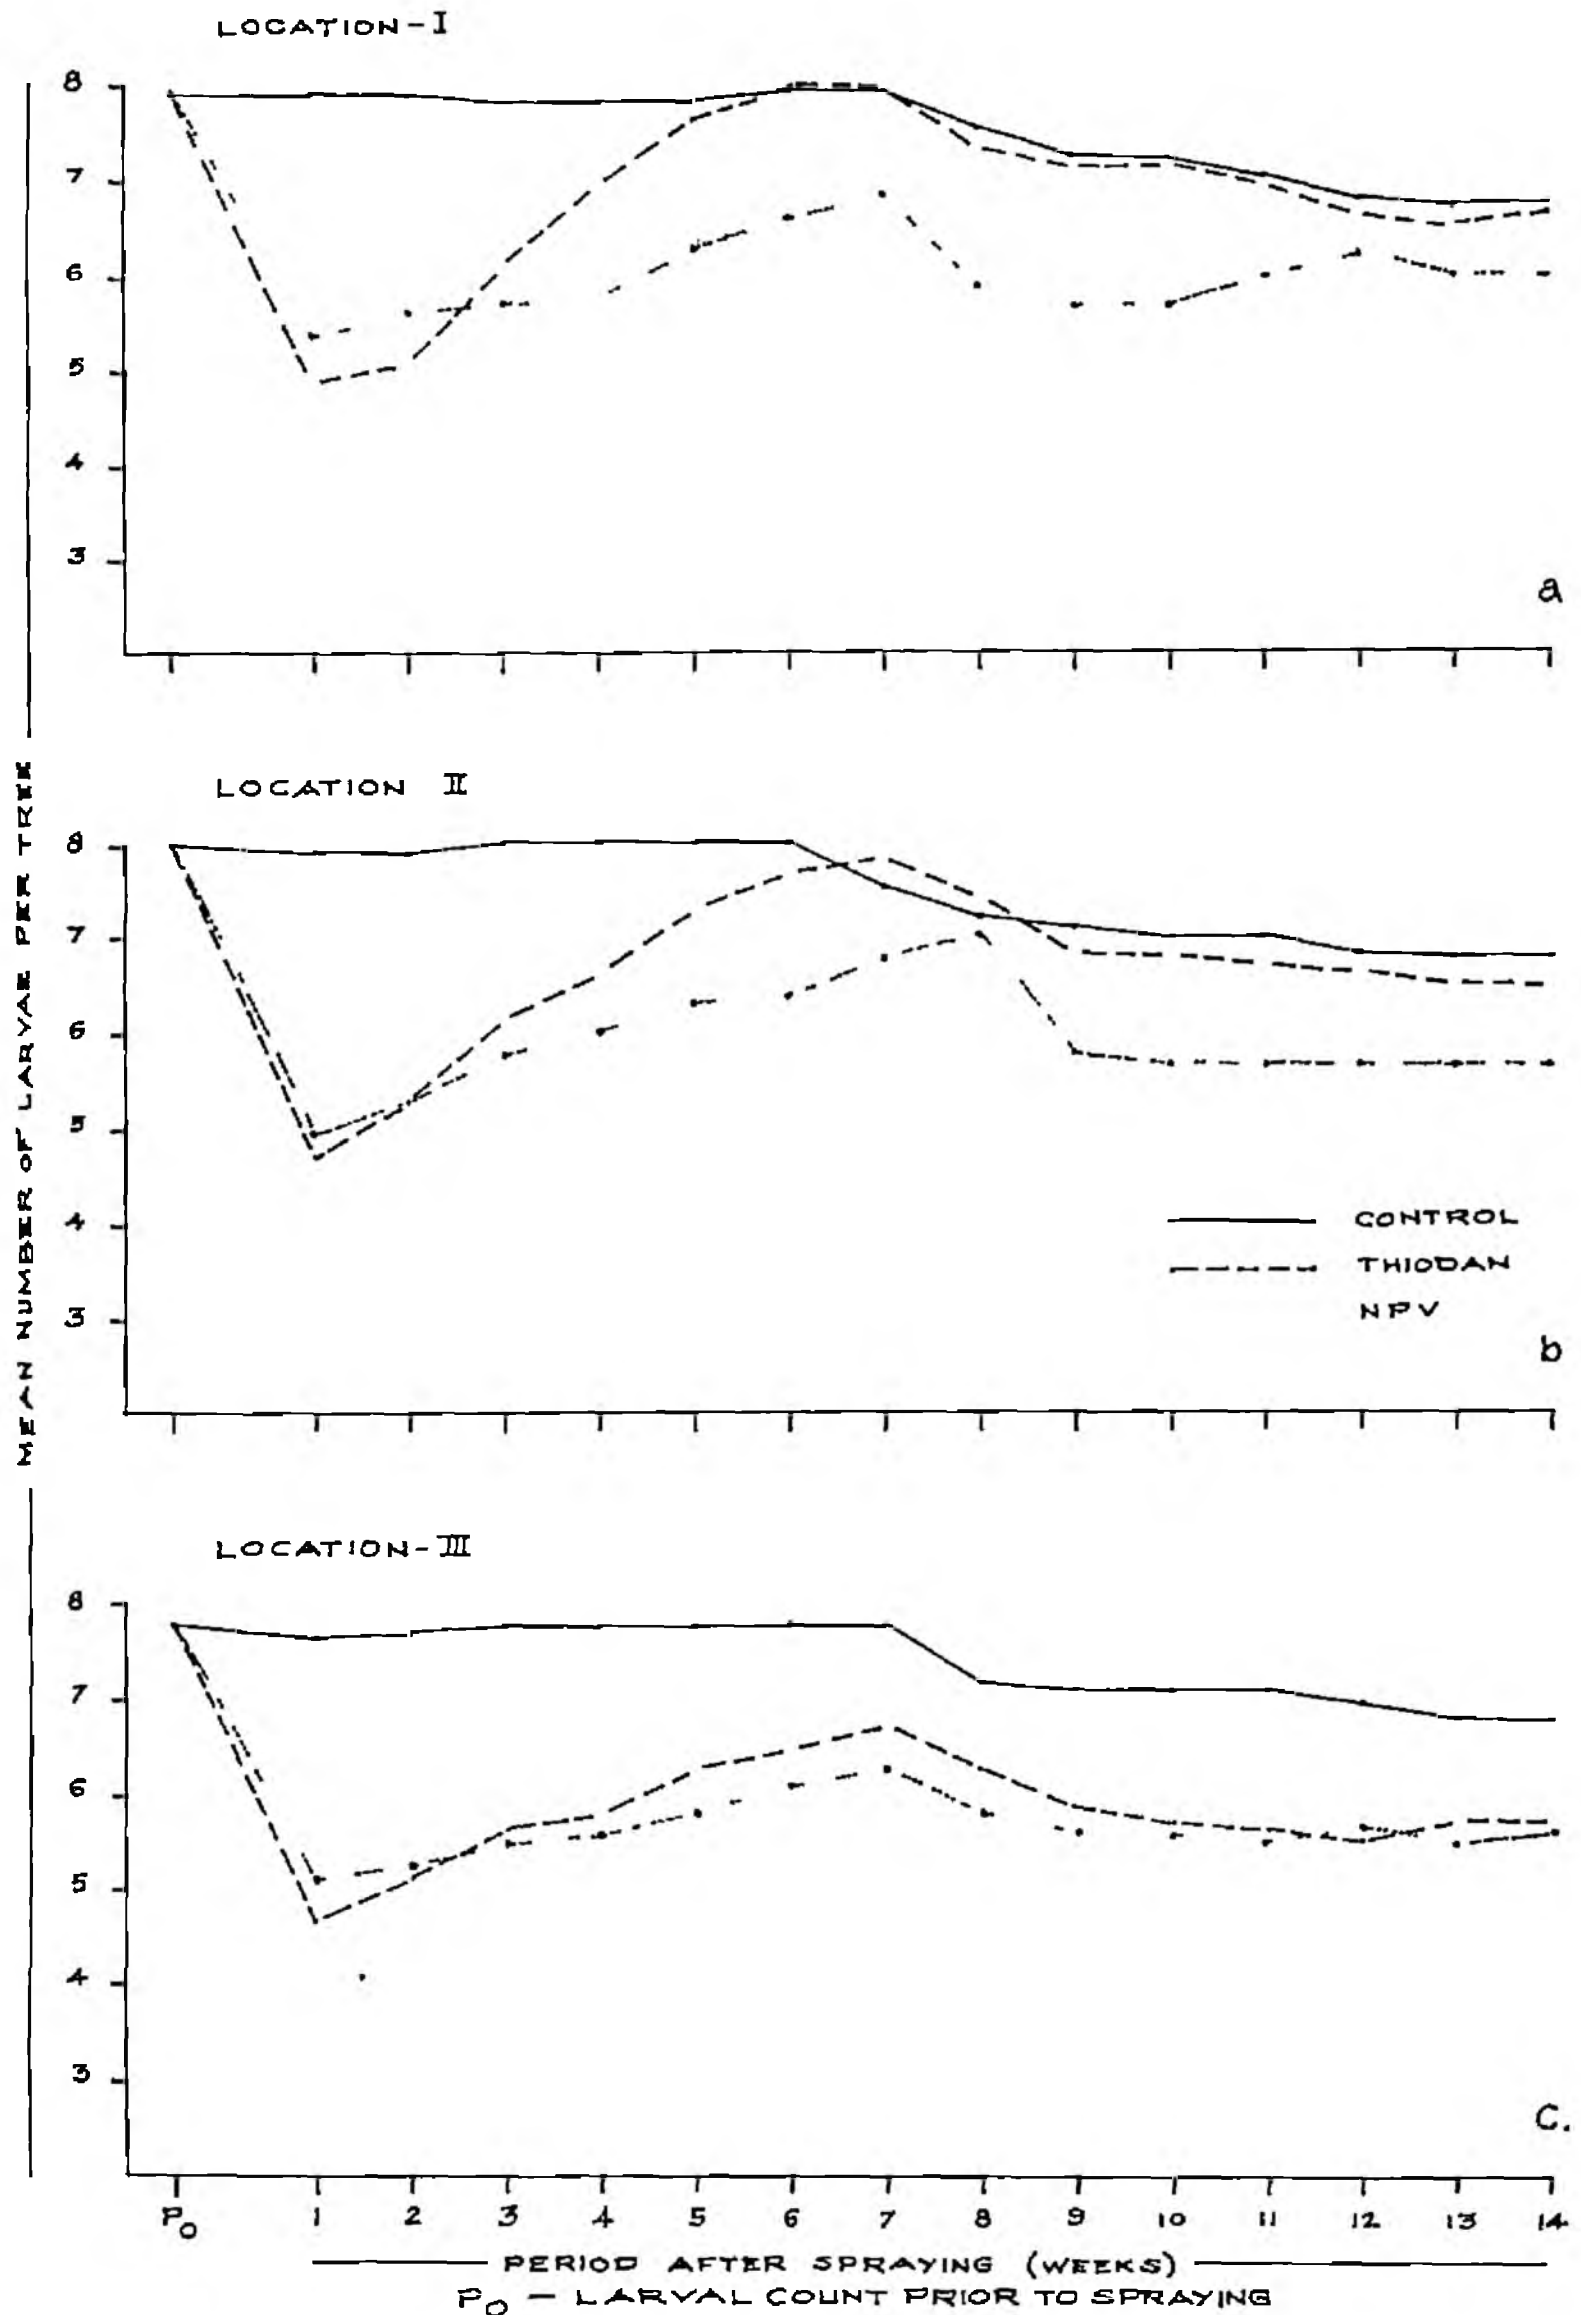 LOCATION-I
8
7
6
5
4
3
a
LOCATION II
8
7
6
5
4
3
CONTROL
THIODAN
NPV
b
LOCATION-III
8
7
6
5
4
3
C.
MEAN NUMBER OF LARVAE PER TREE
P0 1 2 3 4 5 6 7 8 9 10 11 12 13 14
PERIOD AFTER SPRAYING (WEEKS)
P0 – LARVAL COUNT PRIOR TO SPRAYING